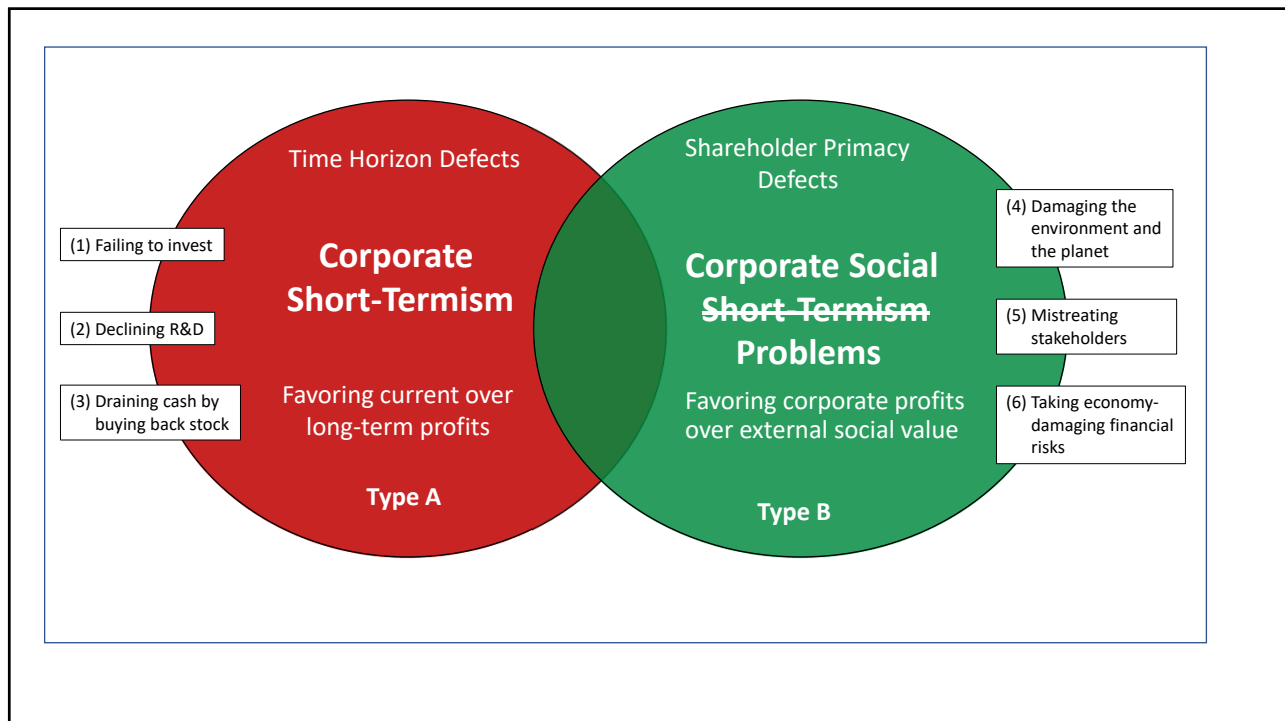 Time Horizon Defects
(1) Failing to invest
Corporate
Short-Termism
(2) Declining R&D
(3) Draining cash by
buying back stock
Favoring current over
long-term profits
Type A
Shareholder Primacy
Defects
(4) Damaging the
environment and
the planet
Corporate Social
Short-Termism
Problems
(5) Mistreating
stakeholders
Favoring corporate profits
over external social value
(6) Taking economy-
damaging financial
risks
Type B